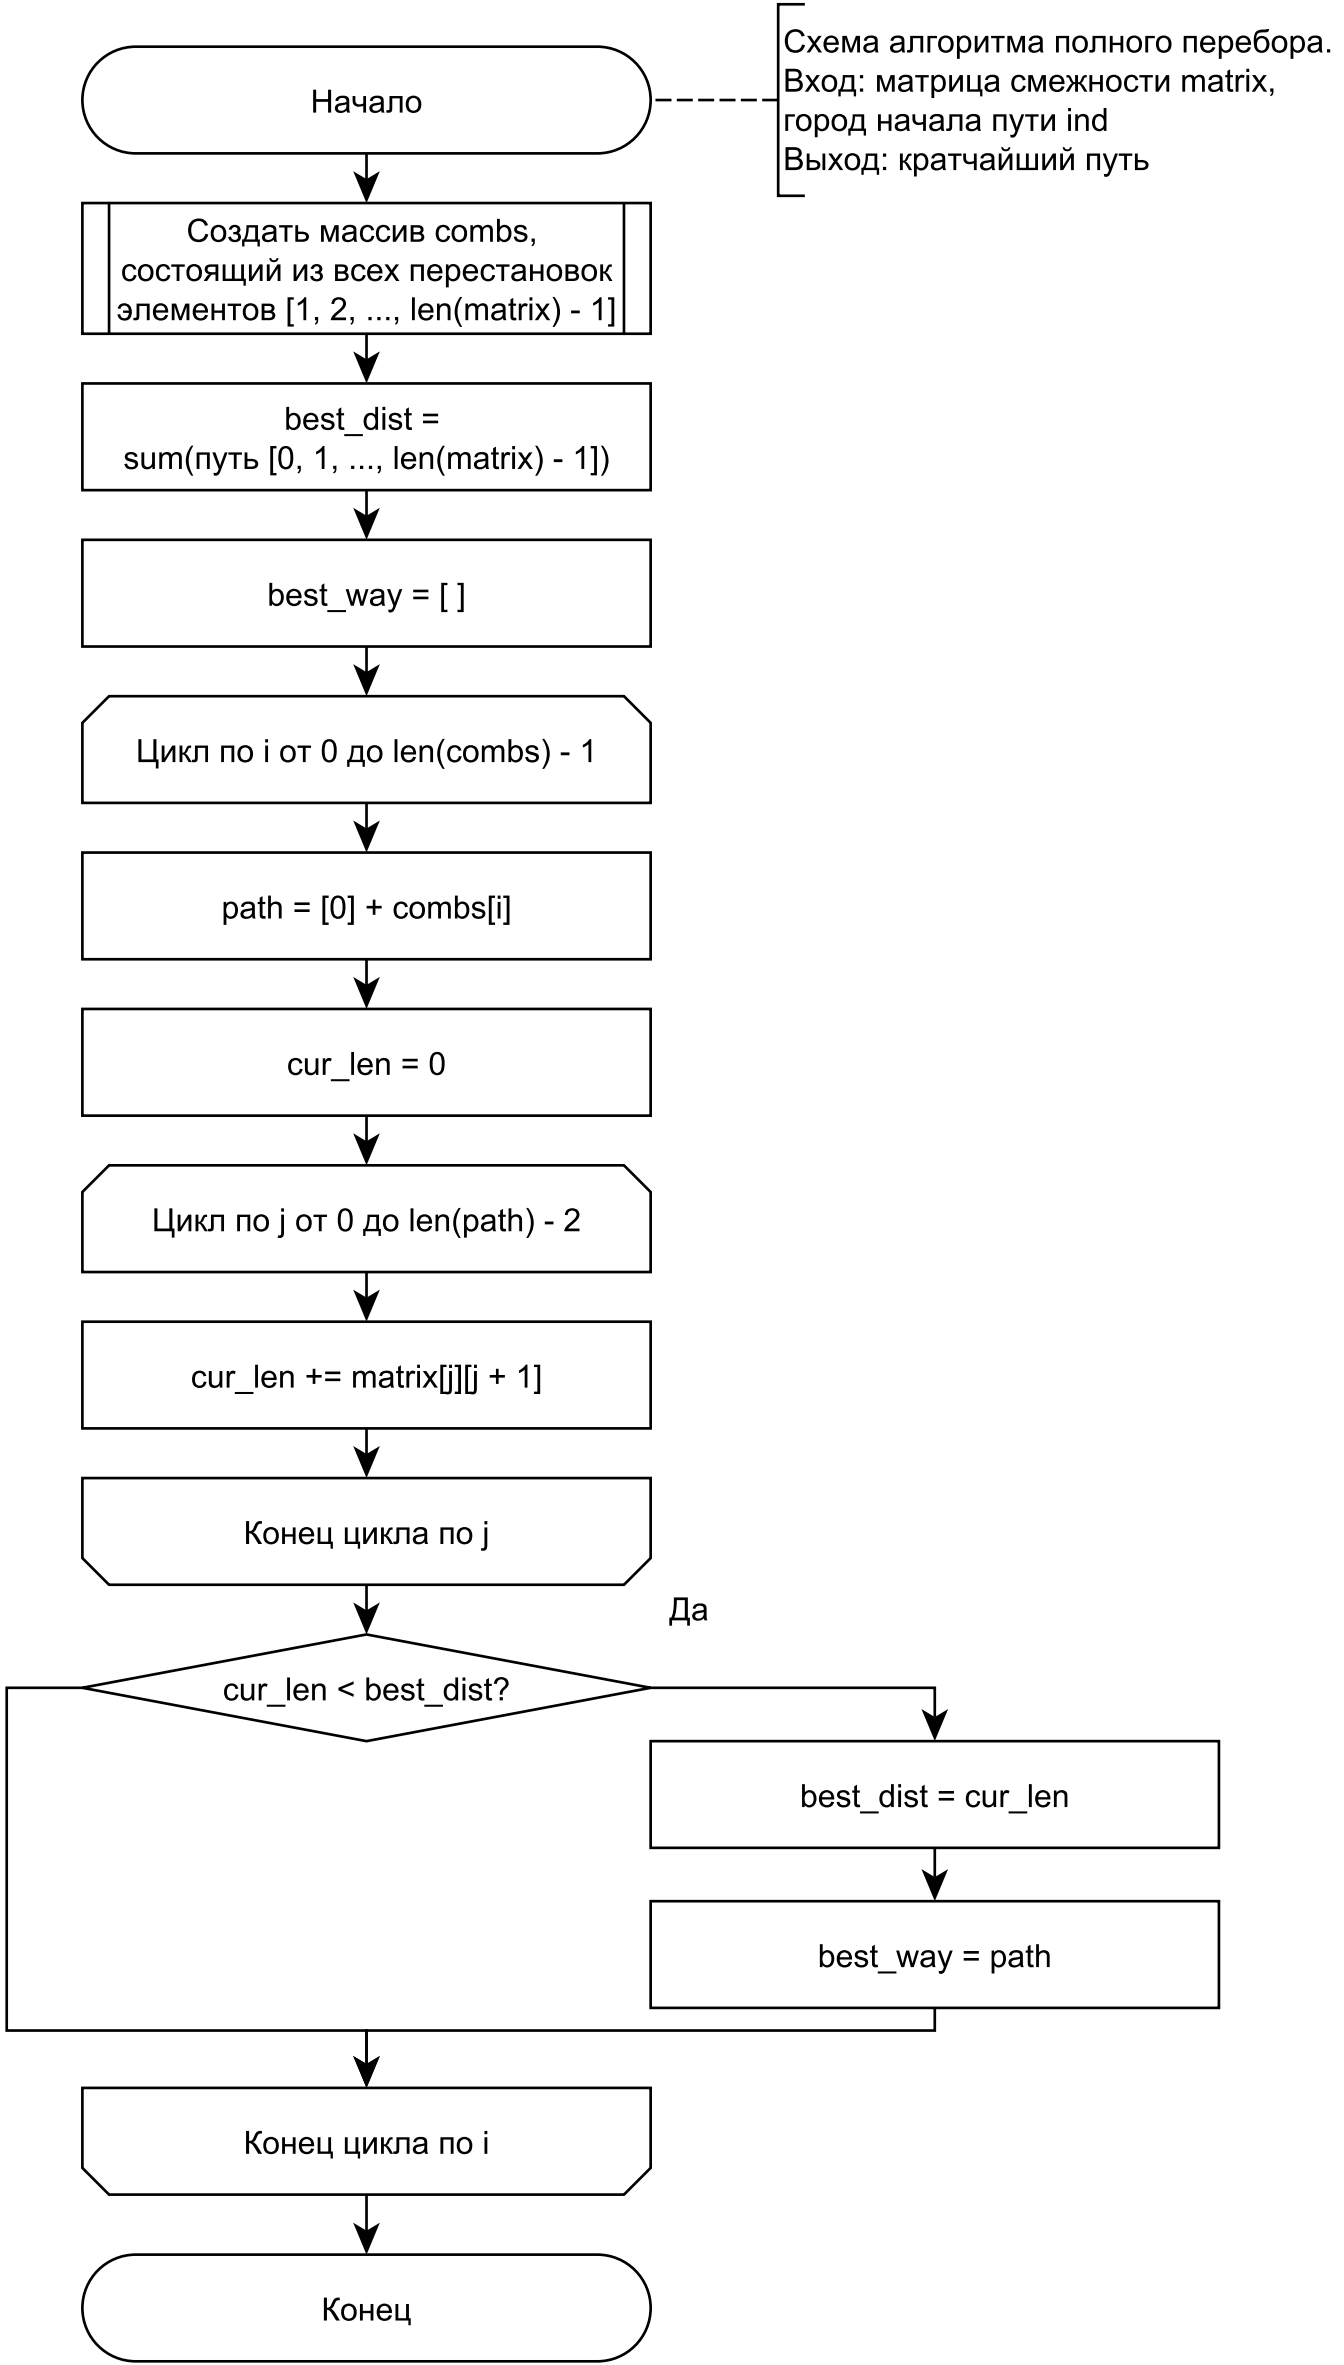 Начало
Схема алгоритма полного перебора.
Вход: матрица смежности matrix,
город начала пути ind
Выход: кратчайший путь
Создать массив combs,
состоящий из всех перестановок
элементов [1, 2, ..., len(matrix) - 1]
best_dist =
sum(путь [0, 1, ..., len(matrix) - 1])
best_way = [ ]
Цикл по i от 0 до len(combs) - 1
path = [0] + combs[i]
cur_len = 0
Цикл по j от 0 до len(path) - 2
cur_len += matrix[j][j + 1]
Конец цикла по j
Да
cur_len < best_dist?
best_dist = cur_len
best_way = path
Конец цикла по i
Конец